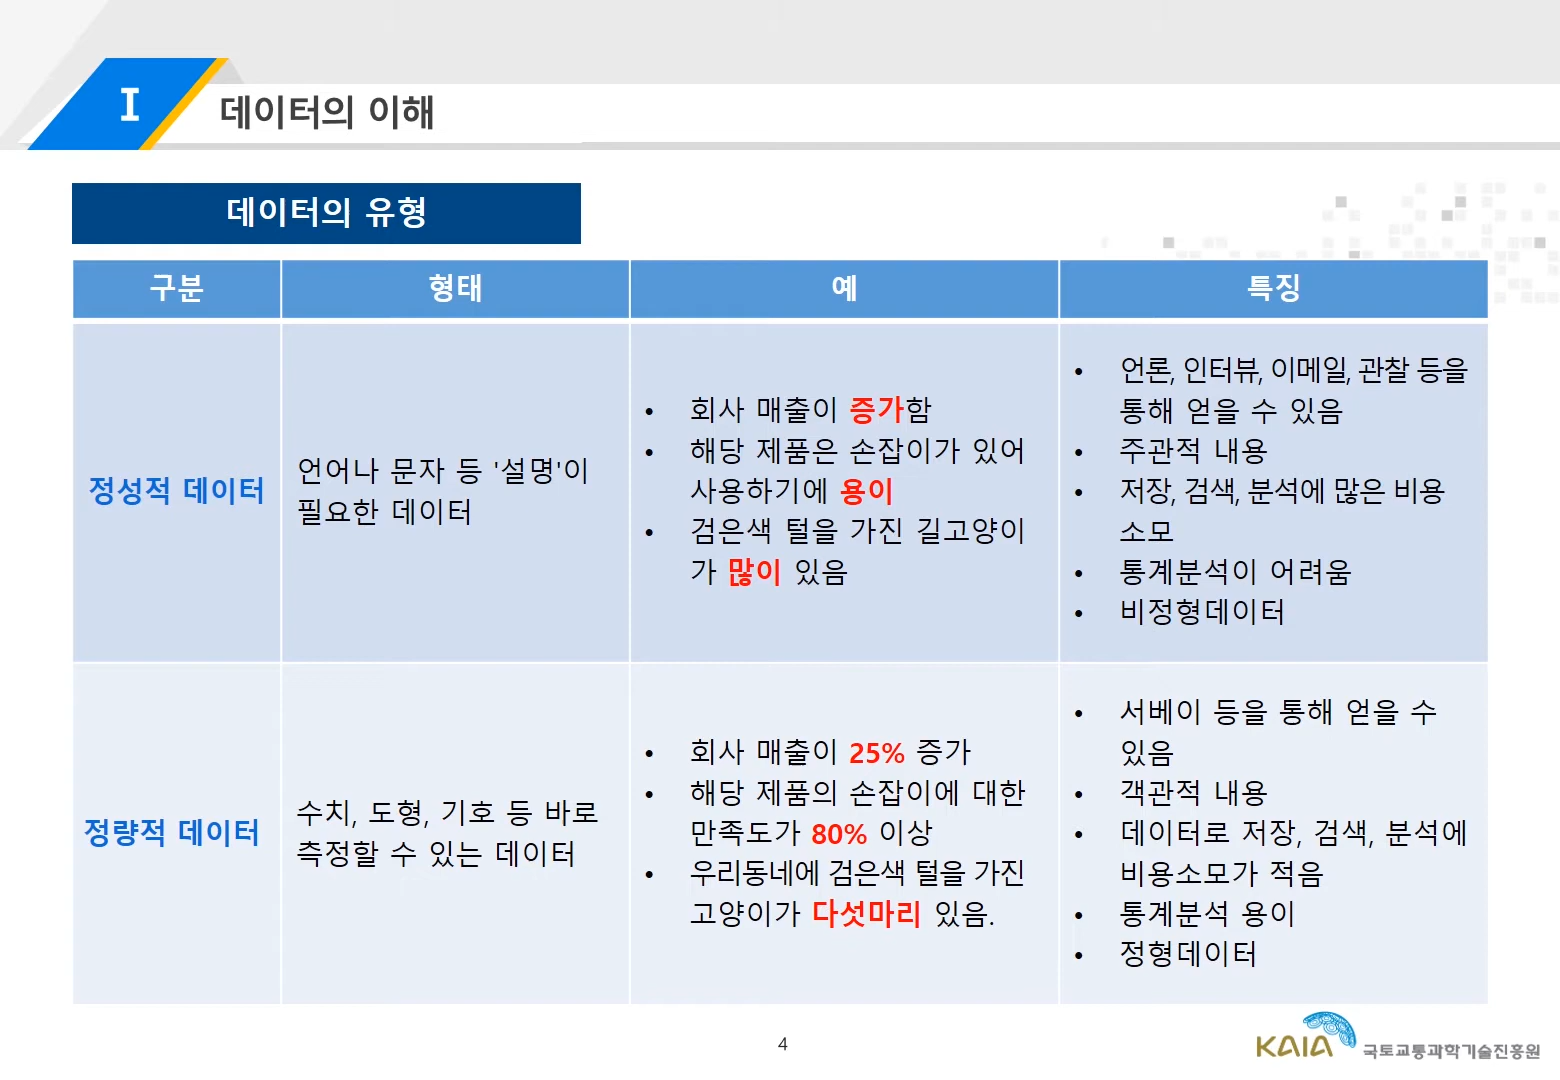 I
데이터의 이해
데이터의 유형
구분 형태 예 특징
정성적 데이터
언어나 문자 등 '설명'이
필요한 데이터
• 회사 매출이 증가함
• 해당 제품은 손잡이가 있어
사용하기에 용이
• 검은색 털을 가진 길고양이
가 많이 있음
• 언론, 인터뷰, 이메일, 관찰 등을
통해 얻을 수 있음
• 주관적 내용
• 저장, 검색, 분석에 많은 비용
소모
• 통계분석이 어려움
• 비정형데이터
정량적 데이터
수치, 도형, 기호 등 바로
측정할 수 있는 데이터
• 회사 매출이 25% 증가
• 해당 제품의 손잡이에 대한
만족도가 80% 이상
• 우리동네에 검은색 털을 가진
고양이가 다섯마리 있음.
• 서베이 등을 통해 얻을 수
있음
• 객관적 내용
• 데이터로 저장, 검색, 분석에
비용소모가 적음
• 통계분석 용이
• 정형데이터
4
KAIA 국토교통과학기술진흥원